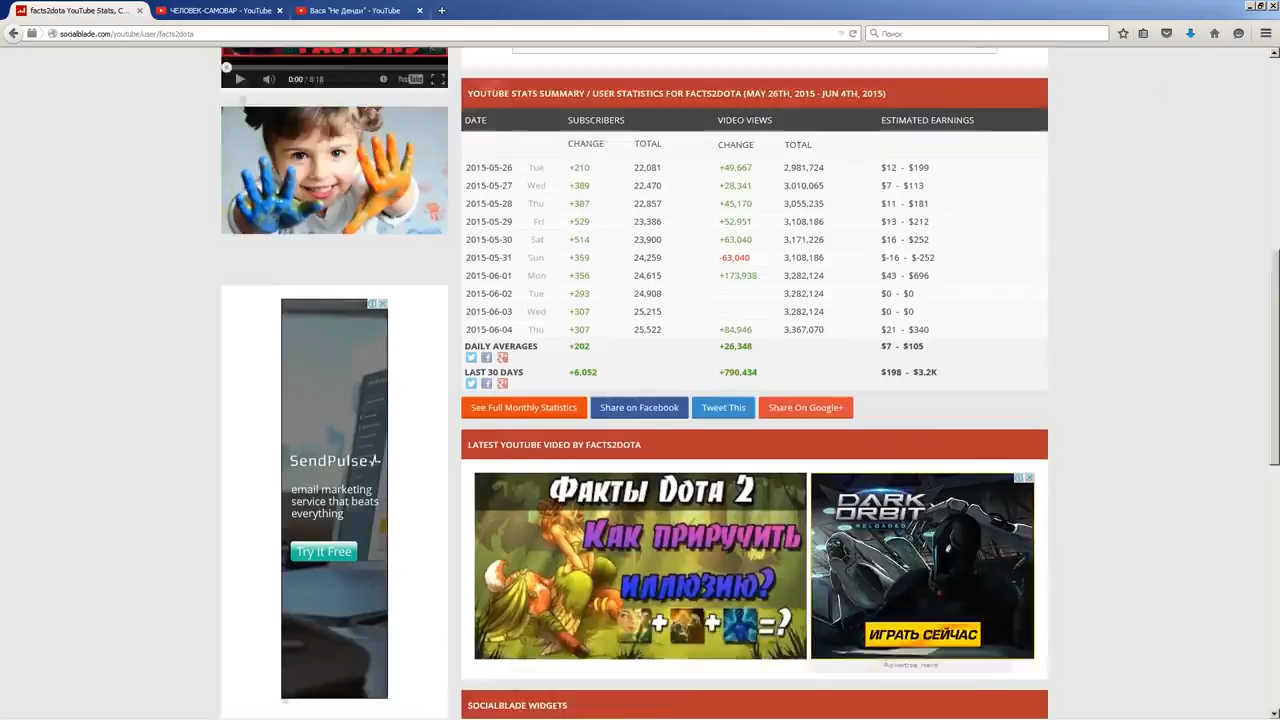 facts2dota YouTube Stats, C...
ЧЕЛОВЕК-САМОВАР - YouTube
Вася "Не Денди" - YouTube
socialblade.com/youtube/user/facts2dota
Поиск
0:00 / 8:18
YouTube
YOUTUBE STATS SUMMARY / USER STATISTICS FOR FACTS2DOTA (MAY 26TH, 2015 - JUN 4TH, 2015)
DATE SUBSCRIBERS VIDEO VIEWS ESTIMATED EARNINGS
CHANGE TOTAL CHANGE TOTAL
2015-05-26 Tue +210 22,081 +49,667 2,981,724 $12 - $199
2015-05-27 Wed +389 22,470 +28,341 3,010,065 $7 - $113
2015-05-28 Thu +387 22,857 +45,170 3,055,235 $11 - $181
2015-05-29 Fri +529 23,386 +52,951 3,108,186 $13 - $212
2015-05-30 Sat +514 23,900 +63,040 3,171,226 $16 - $252
2015-05-31 Sun +359 24,259 -63,040 3,108,186 $-16 - $-252
2015-06-01 Mon +356 24,615 +173,938 3,282,124 $43 - $696
2015-06-02 Tue +293 24,908 3,282,124 $0 - $0
2015-06-03 Wed +307 25,215 3,282,124 $0 - $0
2015-06-04 Thu +307 25,522 +84,946 3,367,070 $21 - $340
DAILY AVERAGES +202 +26,348 $7 - $105
LAST 30 DAYS +6,052 +790,434 $198 - $3.2K
See Full Monthly Statistics Share on Facebook Tweet This Share On Google+
LATEST YOUTUBE VIDEO BY FACTS2DOTA
SendPulse
email marketing
service that beats
everything
Try It Free
Факты Dота 2
Как приручить
иллюзию?
+ + =?
DARK
ORBIT
RELOADED
ИГРАТЬ СЕЙЧАС
Advertise Here
SOCIALBLADE WIDGETS